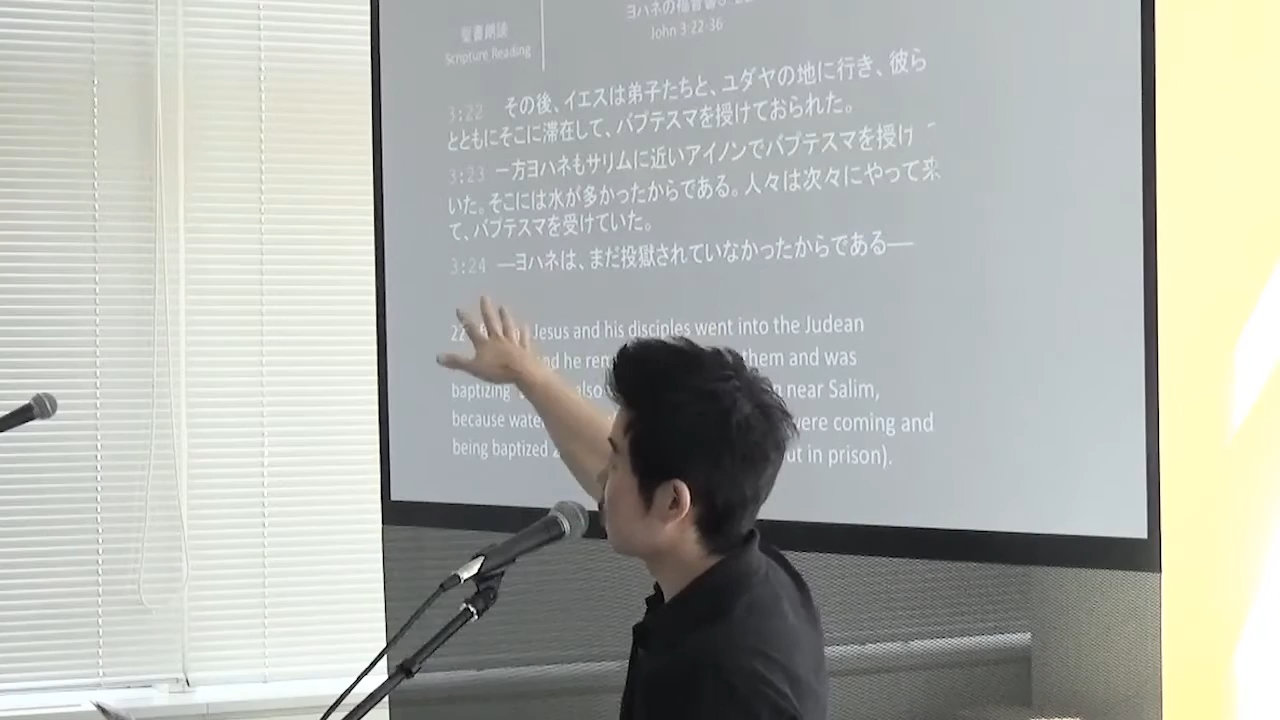 聖書朗読
Scripture Reading
ヨハネの福音書3:22
John 3:22-36
3:22 その後、イエスは弟子たちと、ユダヤの地に行き、彼ら
とともにそこに滞在して、バプテスマを授けておられた。
3:23 一方ヨハネもサリムに近いアイノンでバプテスマを授けて
いた。そこには水が多かったからである。人々は次々にやって来
て、バプテスマを受けていた。
3:24 ―ヨハネは、まだ投獄されていなかったからである―
Jesus and his disciples went into the Judean
he them and was
baptizing also near Salim,
because were coming and
being baptized in prison).